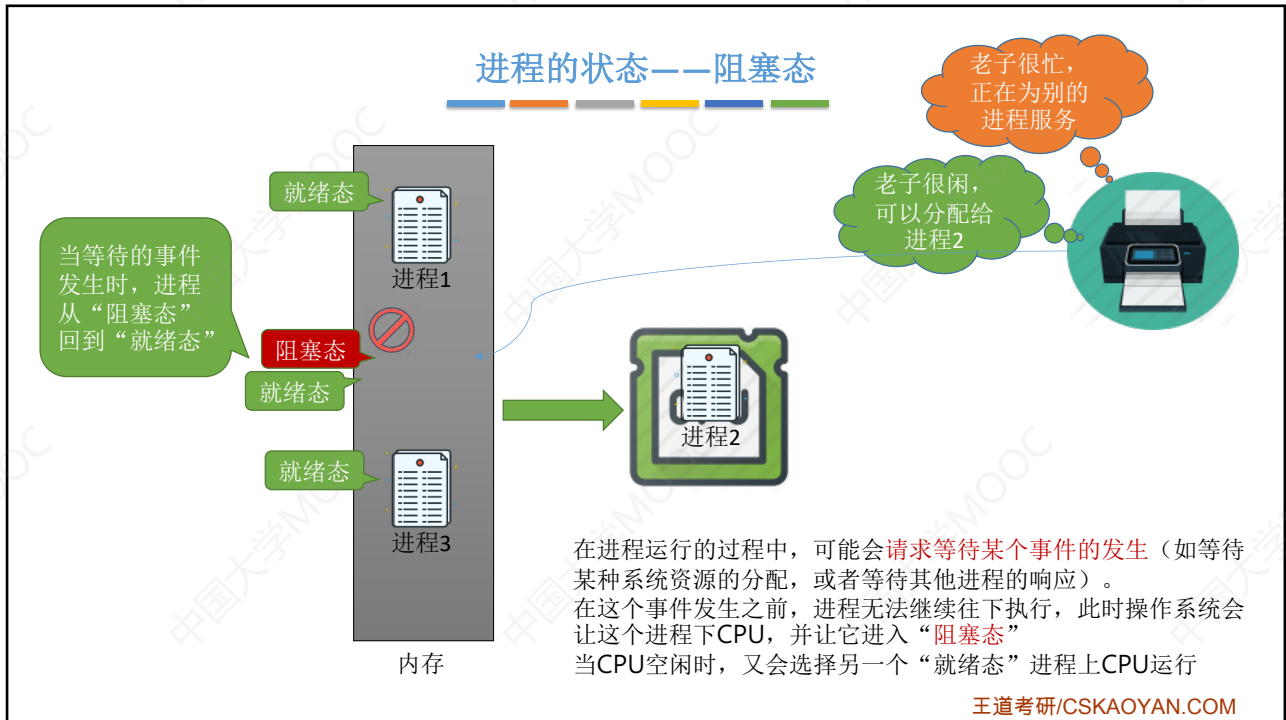 进程的状态——阻塞态
老子很忙，
正在为别的
进程服务
老子很闲，
可以分配给
进程2
就绪态
进程1
当等待的事件
发生时，进程
从“阻塞态”
回到“就绪态”
阻塞态
就绪态
进程2
就绪态
进程3
内存
在进程运行的过程中，可能会请求等待某个事件的发生（如等待
某种系统资源的分配，或者等待其他进程的响应）。
在这个事件发生之前，进程无法继续往下执行，此时操作系统会
让这个进程下CPU，并让它进入“阻塞态”
当CPU空闲时，又会选择另一个“就绪态”进程上CPU运行
王道考研/CSKAOYAN.COM
中国大学MOOC